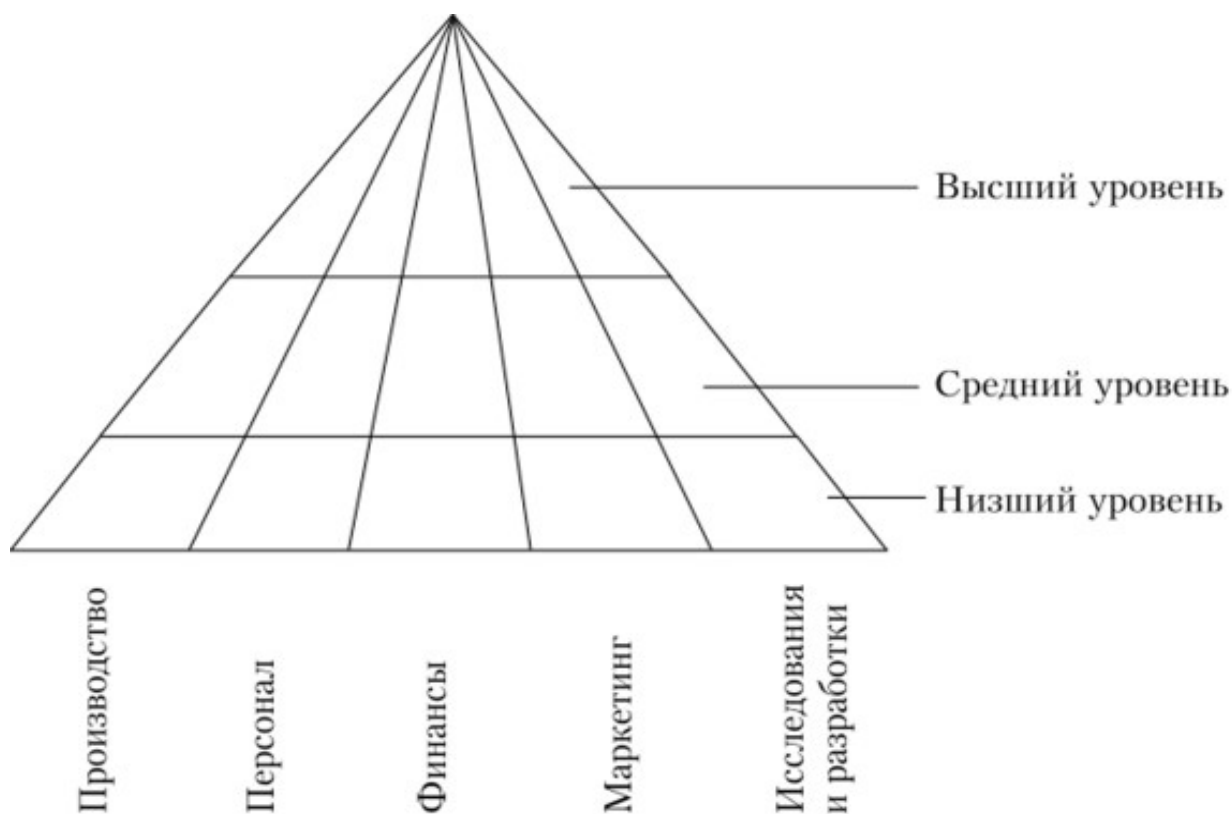 Высший уровень
Средний уровень
Низший уровень
Производство
Персонал
Финансы
Маркетинг
Исследования
и разработки